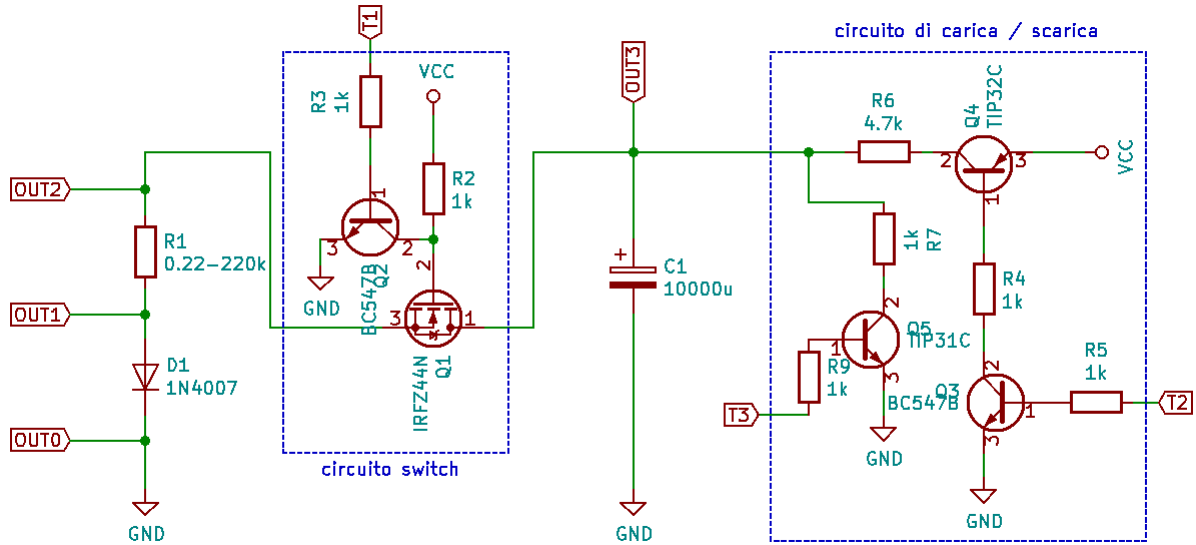 circuito di carica / scarica
T1
OUT3
VCC
R3
1k
R6
4.7k
Q4
TIP32C
2
3
1
VCC
OUT2
R2
1k
1
3
2
R1
0.22-220k
GND
BC547B
Q2
2
3
1
IRFZ44N
Q1
OUT1
D1
1N4007
OUT0
GND
circuito switch
C1
10000u
GND
1k
R7
R4
1k
2
Q5
TIP31C
1
3
R9
1k
T3
GND
2
Q3
BC547B
1
3
R5
1k
T2
GND